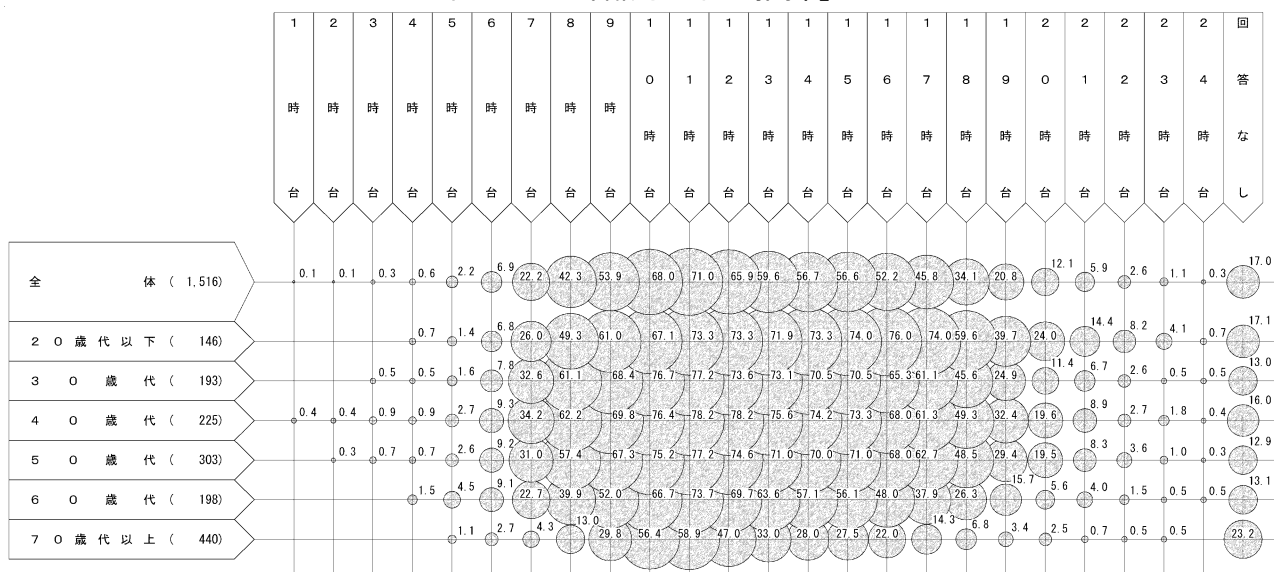 1時台 2時台 3時台 4時台 5時台 6時台 7時台 8時台 9時台 10時台 11時台 12時台 13時台 14時台 15時台 16時台 17時台 18時台 19時台 20時台 21時台 22時台 23時台 24時台 回答なし
全体 ( 1,516) 0.1 0.1 0.3 0.6 2.2 6.9 22.2 42.3 53.9 68.0 71.0 65.9 59.6 56.7 56.6 52.2 45.8 34.1 20.8 12.1 5.9 2.6 1.1 0.3 17.0
20歳代以下 ( 146) 0.7 1.4 6.8 26.0 49.3 61.0 67.1 73.3 73.3 71.9 73.3 74.0 76.0 74.0 59.6 39.7 24.0 14.4 8.2 4.1 0.7 17.1
30歳代 ( 193) 0.5 0.5 1.6 7.8 32.6 61.1 68.4 76.7 77.2 73.6 73.1 70.5 70.5 65.3 61.1 45.6 24.9 11.4 6.7 2.6 0.5 0.5 13.0
40歳代 ( 225) 0.4 0.4 0.9 0.9 2.7 9.3 34.2 62.2 69.8 76.4 78.2 78.2 75.6 74.2 73.3 68.0 61.3 49.3 32.4 19.6 8.9 2.7 1.8 0.4 16.0
50歳代 ( 303) 0.3 0.7 0.7 2.6 9.2 31.0 57.4 67.3 75.2 77.2 74.6 71.0 70.0 71.0 68.0 62.7 48.5 29.4 19.5 8.3 3.6 1.0 0.3 12.9
60歳代 ( 198) 1.5 4.5 9.1 22.7 39.9 52.0 66.7 73.7 69.7 63.6 57.1 56.1 48.0 37.9 26.3 15.7 5.6 4.0 1.5 0.5 0.5 13.1
70歳代以上 ( 440) 1.1 2.7 4.3 13.0 29.8 56.4 58.9 47.0 33.0 28.0 27.5 22.0 14.3 6.8 3.4 2.5 0.7 0.5 0.5 23.2